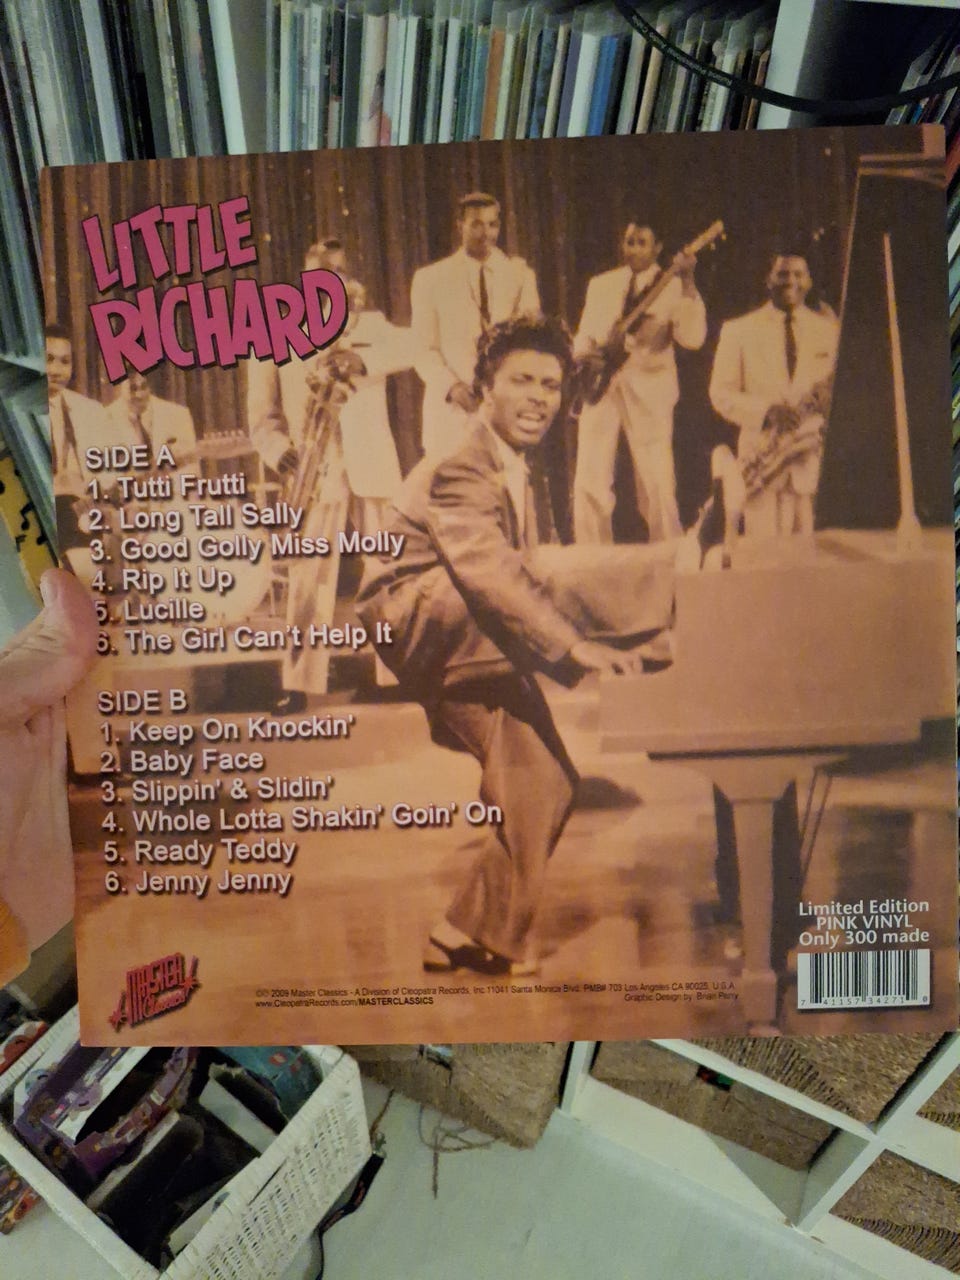 LITTLE
RICHARD
SIDE A
1. Tutti Frutti
2. Long Tall Sally
3. Good Golly Miss Molly
4. Rip It Up
5. Lucille
6. The Girl Can't Help It
SIDE B
1. Keep On Knockin'
2. Baby Face
3. Slippin' & Slidin'
4. Whole Lotta Shakin' Goin' On
5. Ready Teddy
6. Jenny Jenny
Limited Edition
PINK VINYL
Only 300 made
7 41157 34271 0
MASTER
Classics
©℗ 2009 Master Classics - A Division of Cleopatra Records, Inc. 11041 Santa Monica Blvd. PMB# 703 Los Angeles CA 90025, U.S.A.
www.CleopatraRecords.com/MASTERCLASSICS
Graphic Design by: Brian Perry